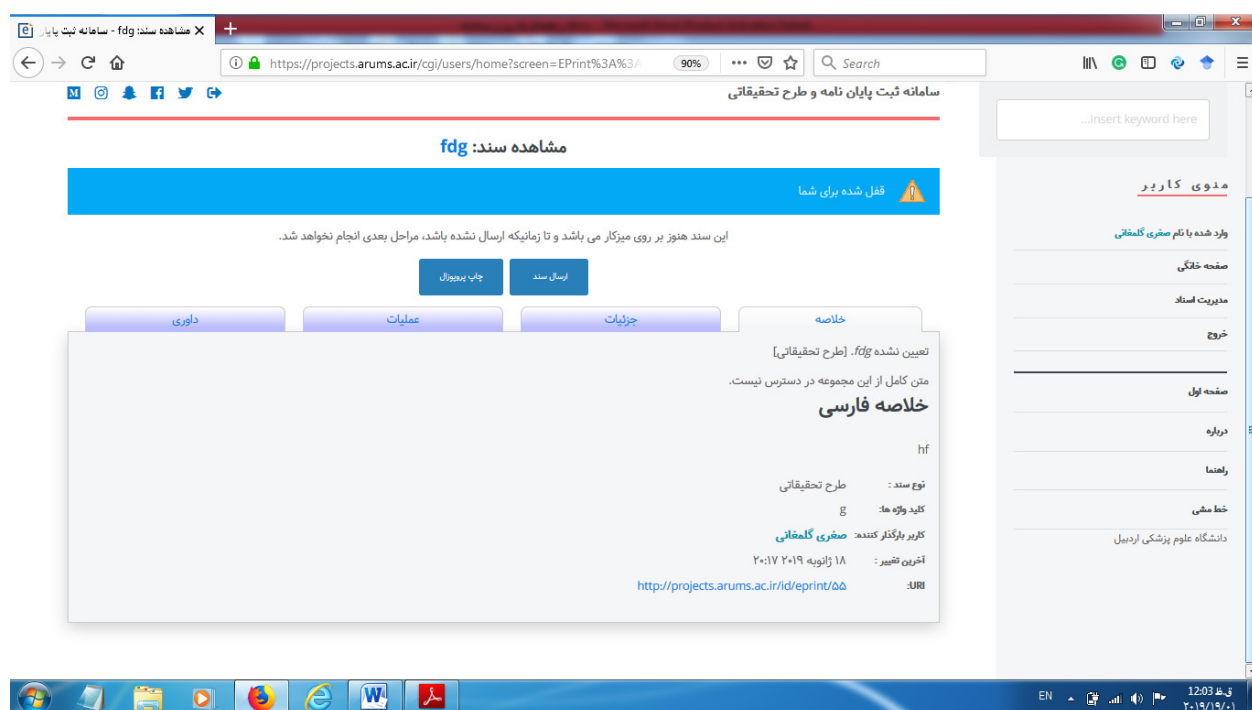 مشاهده سند: fdg - سامانه ثبت پایان
https://projects.arums.ac.ir/cgi/users/home?screen=EPrint%3A%3A
90%
Search
سامانه ثبت پایان نامه و طرح تحقیقاتی
Insert keyword here...
مشاهده سند: fdg
قفل شده برای شما
این سند هنوز بر روی میزکار می باشد و تا زمانیکه ارسال نشده باشد، مراحل بعدی انجام نخواهد شد.
ارسال سند
چاپ پروپوزال
خلاصه
جزئیات
عملیات
داوری
تعیین نشده fdg. [طرح تحقیقاتی]
متن کامل از این مجموعه در دسترس نیست.
خلاصه فارسی
hf
نوع سند : طرح تحقیقاتی
کلید واژه ها: g
کاربر بارگذار کننده: صغری گلمغانی
آخرین تغییر : ۱۸ ژانویه ۲۰۱۹ ۲۰:۱۷
URI: http://projects.arums.ac.ir/id/eprint/۵۵
منوی کاربر
وارد شده با نام صغری گلمغانی
صفحه خانگی
مدیریت اسناد
خروج
صفحه اول
درباره
راهنما
خط مشی
دانشگاه علوم پزشکی اردبیل
EN
12:03 ق.ظ
۲۰۱۹/۱۹/۰۱